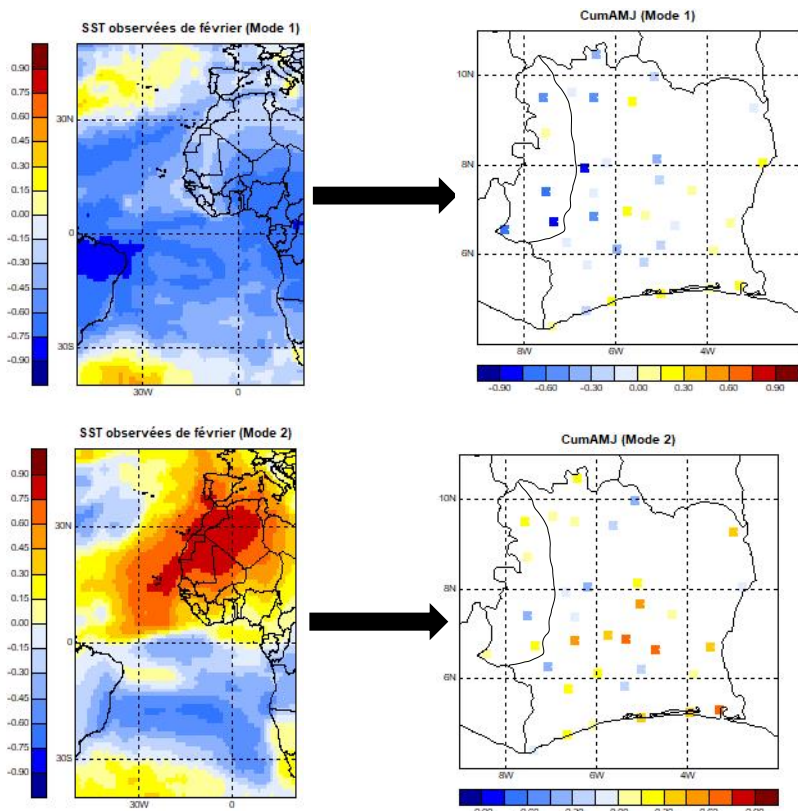 SST observées de février (Mode 1)
0.90
0.75
0.60
0.45
0.30
0.15
0.00
-0.15
-0.30
-0.45
-0.60
-0.75
-0.90
30N
0
30S
30W
0
CumAMJ (Mode 1)
10N
8N
6N
8W
6W
4W
-0.90
-0.60
-0.30
0.00
0.30
0.60
0.90
SST observées de février (Mode 2)
0.90
0.75
0.60
0.45
0.30
0.15
0.00
-0.15
-0.30
-0.45
-0.60
-0.75
-0.90
30N
0
30S
30W
0
CumAMJ (Mode 2)
10N
8N
6N
8W
6W
4W